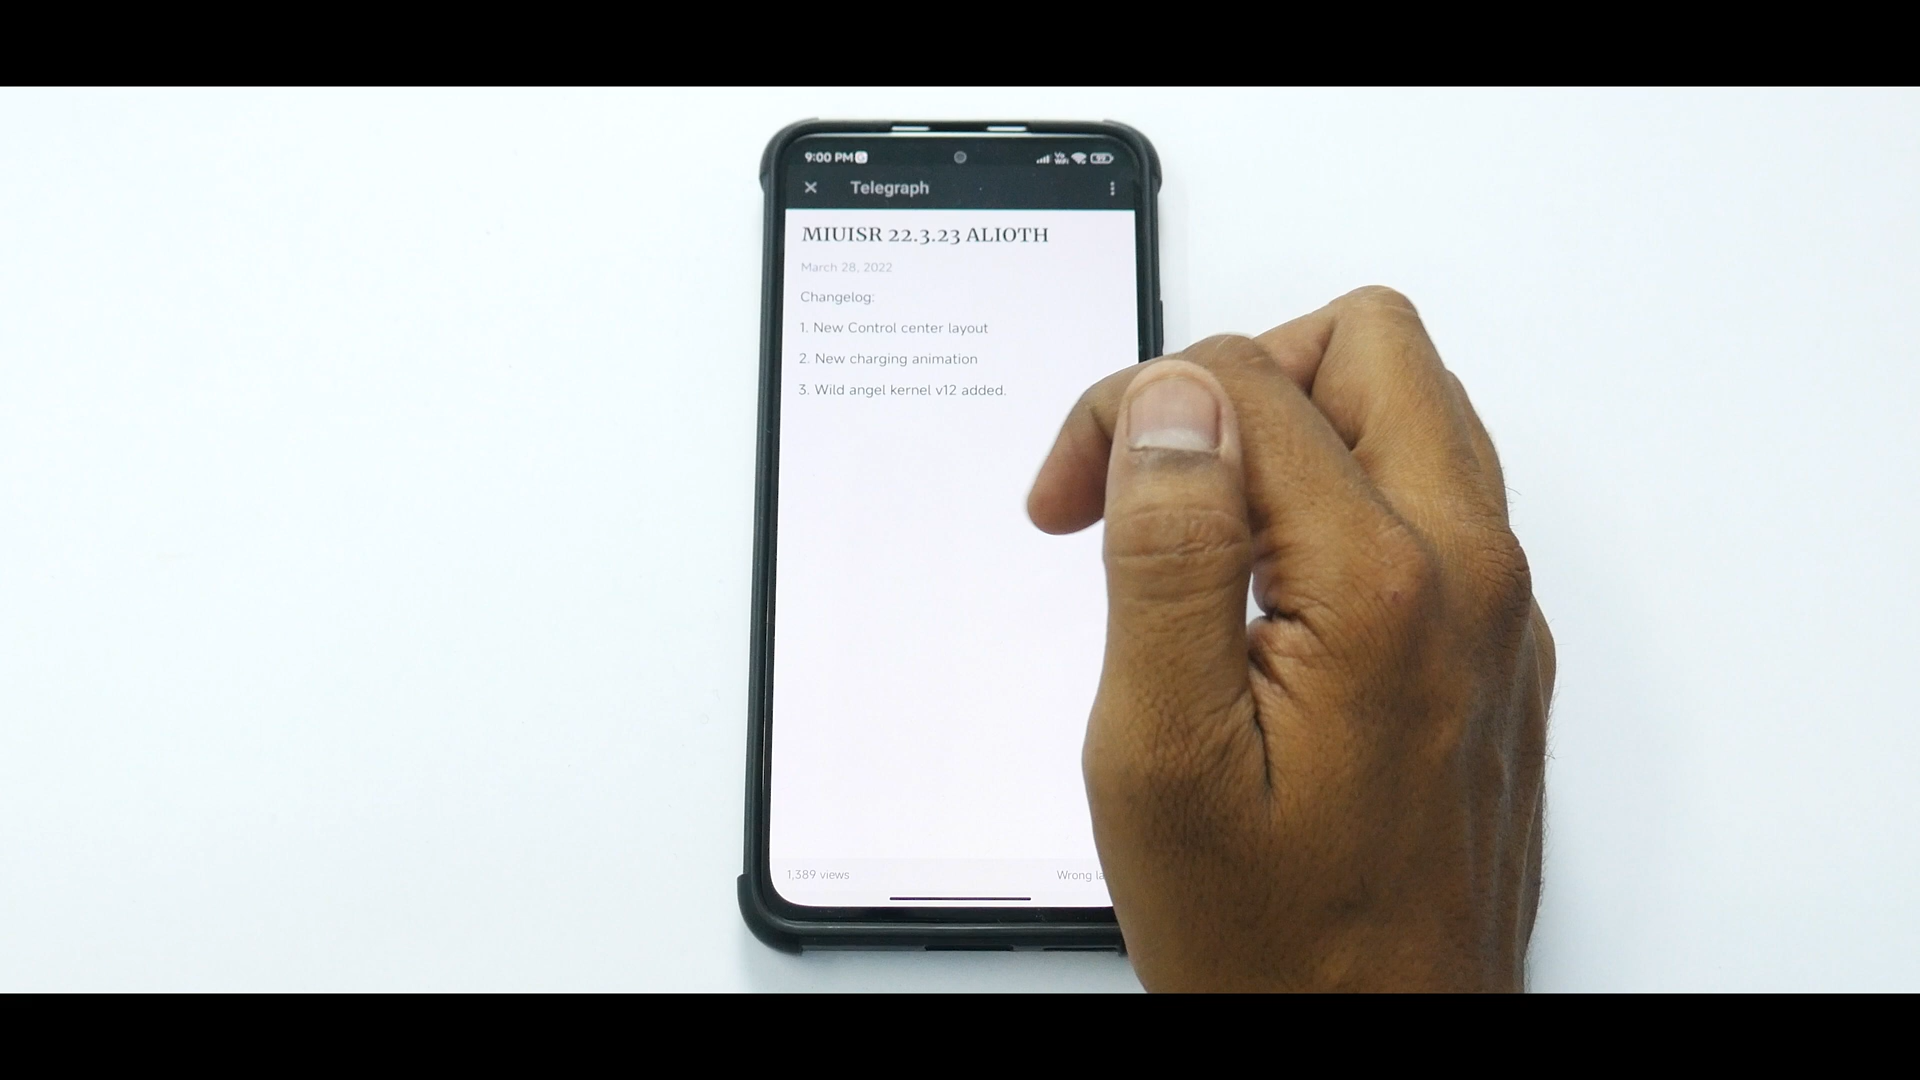 9:00 PM
Telegraph
MIUISR 22.3.23 ALIOTH
March 28, 2022
Changelog:
1. New Control center layout
2. New charging animation
3. Wild angel kernel v12 added.
1,389 views
Wrong